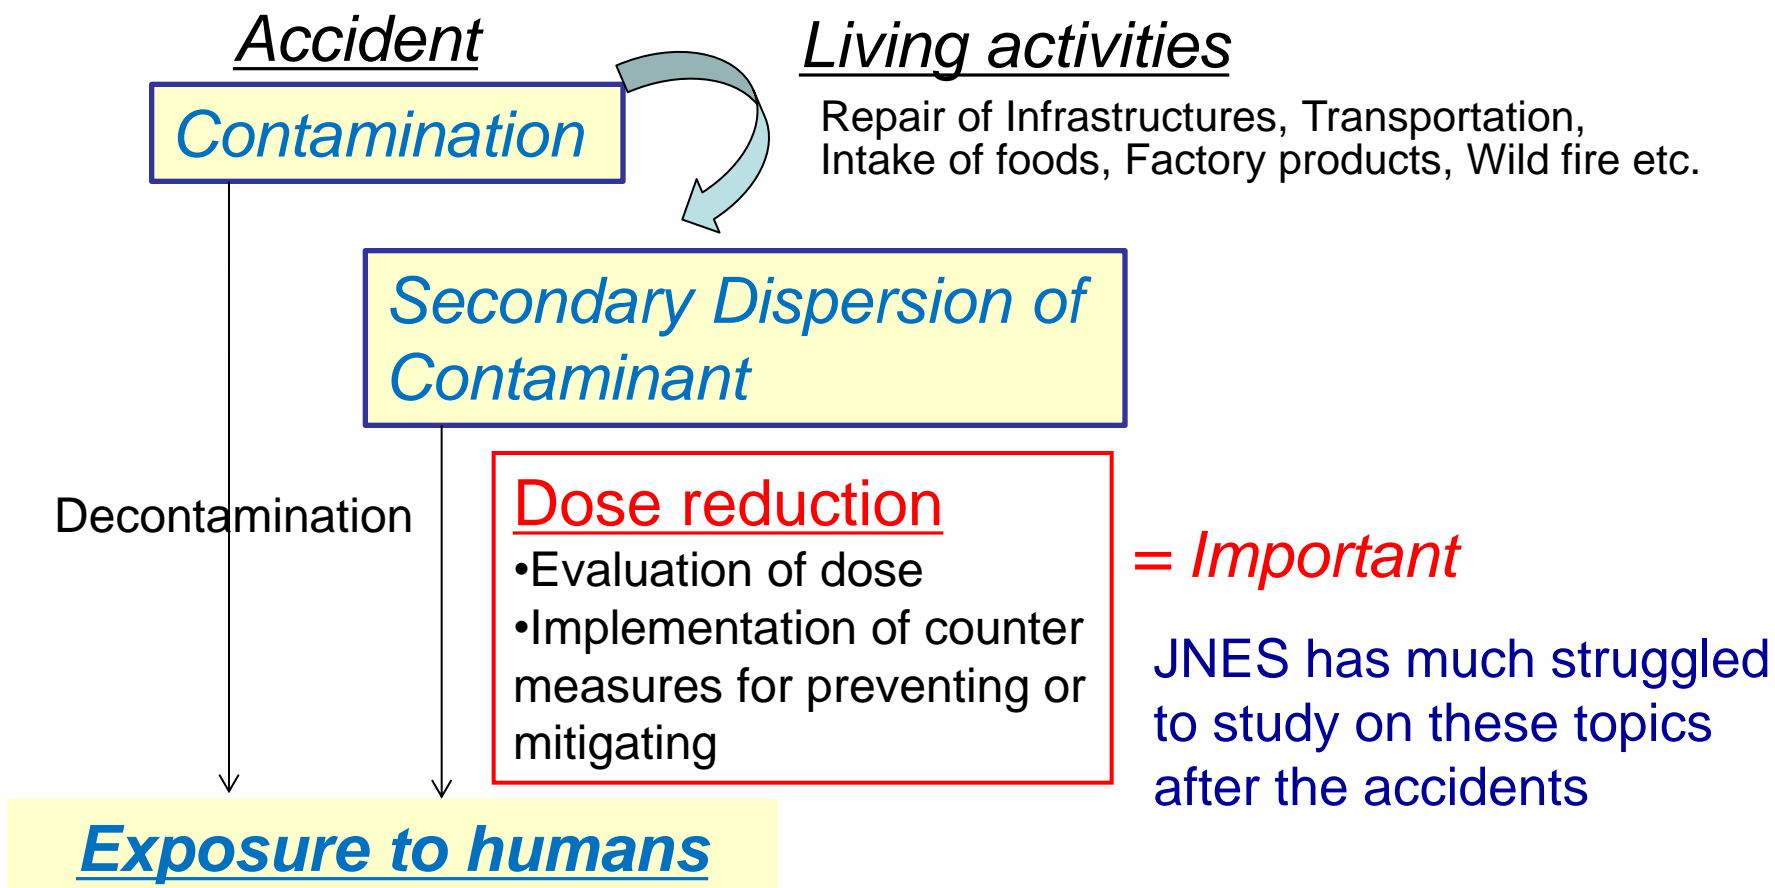 Accident
Contamination
Living activities
Repair of Infrastructures, Transportation,
Intake of foods, Factory products, Wild fire etc.
Secondary Dispersion of
Contaminant
Decontamination
Dose reduction
•Evaluation of dose
•Implementation of counter
measures for preventing or
mitigating
= Important
JNES has much struggled
to study on these topics
after the accidents
Exposure to humans